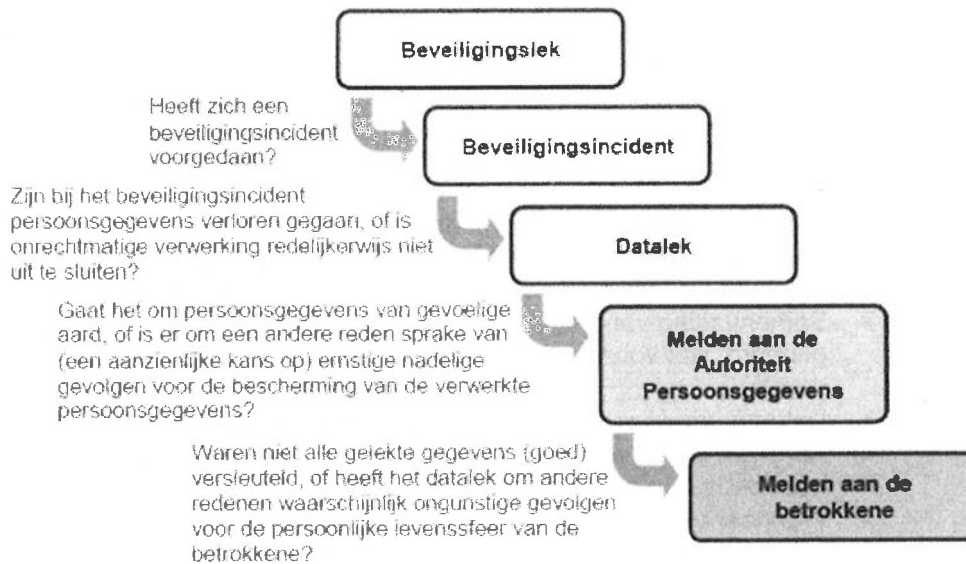 Beveiligingslek
Heeft zich een
beveiligingsincident
voorgedaan?
Beveiligingsincident
Zijn bij het beveiligingsincident
persoonsgegevens verloren gegaan, of is
onrechtmatige verwerking redelijkerwijs niet
uit te sluiten?
Datalek
Gaat het om persoonsgegevens van gevoelige
aard, of is er om een andere reden sprake van
(een aanzienlijke kans op) ernstige nadelige
gevolgen voor de bescherming van de verwerkte
persoonsgegevens?
Melden aan de
Autoriteit
Persoonsgegevens
Waren niet alle gelekte gegevens (goed)
versleuteld, of heeft het datalek om andere
redenen waarschijnlijk ongunstige gevolgen
voor de persoonlijke levenssfeer van de
betrokkene?
Melden aan de
betrokkene